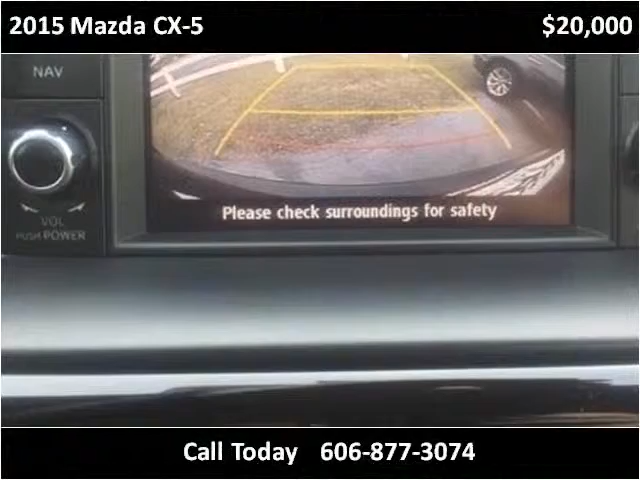 2015 Mazda CX-5 $20,000
NAV
VOL
PUSH POWER
Please check surroundings for safety
Call Today 606-877-3074